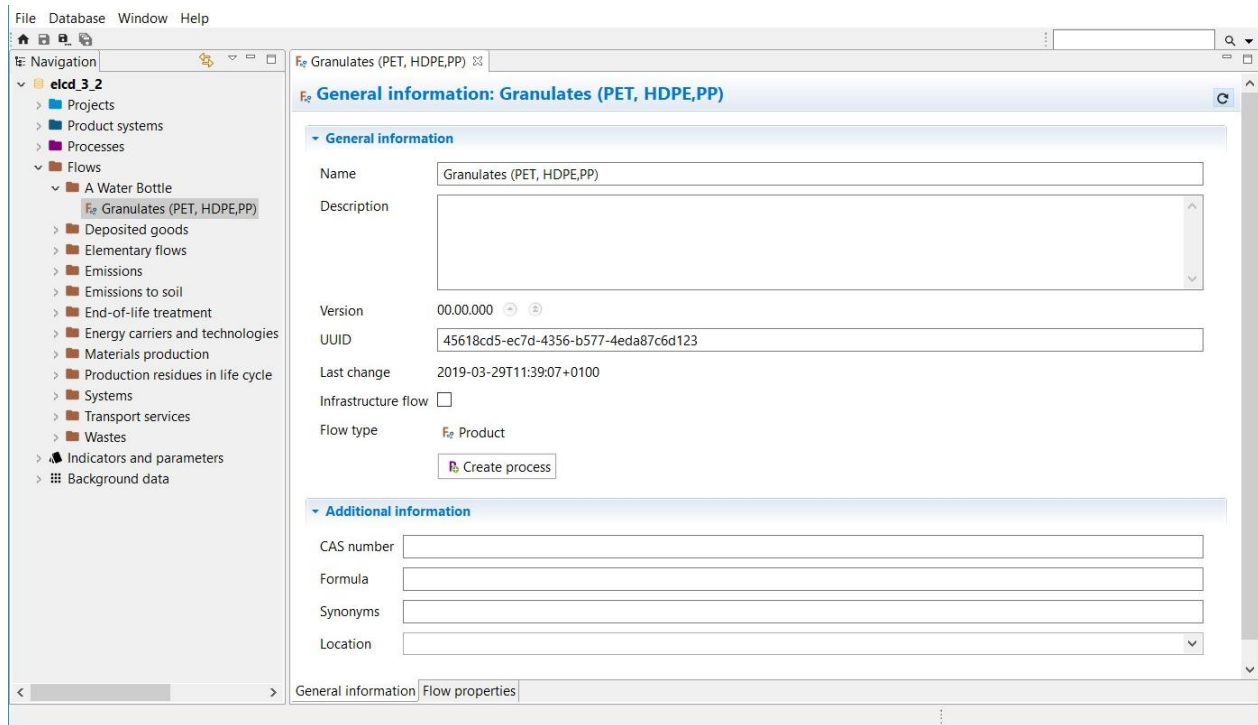 File Database Window Help
Navigation
elcd_3_2
Projects
Product systems
Processes
Flows
A Water Bottle
Granulates (PET, HDPE,PP)
Deposited goods
Elementary flows
Emissions
Emissions to soil
End-of-life treatment
Energy carriers and technologies
Materials production
Production residues in life cycle
Systems
Transport services
Wastes
Indicators and parameters
Background data
Granulates (PET, HDPE,PP)
General information: Granulates (PET, HDPE,PP)
General information
Name Granulates (PET, HDPE,PP)
Description
Version 00.00.000
UUID 45618cd5-ec7d-4356-b577-4eda87c6d123
Last change 2019-03-29T11:39:07+0100
Infrastructure flow
Flow type Product
Create process
Additional information
CAS number
Formula
Synonyms
Location
General information Flow properties